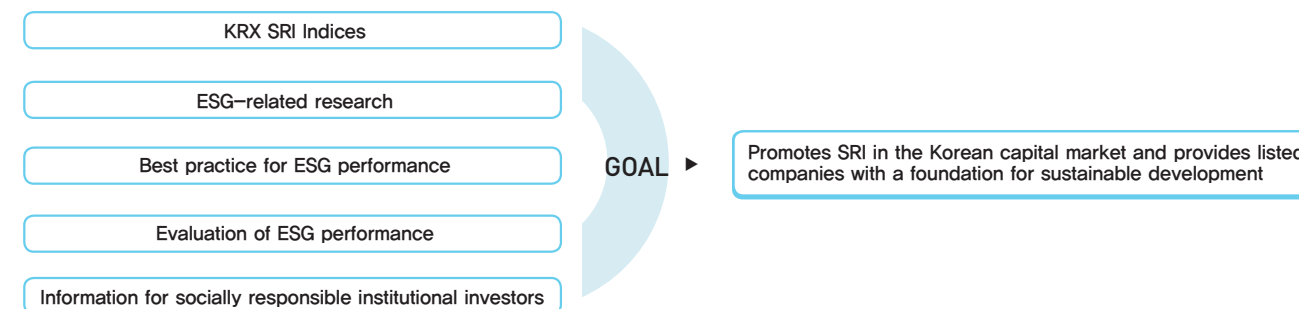 KRX SRI Indices
ESG-related research
Best practice for ESG performance
Evaluation of ESG performance
Information for socially responsible institutional investors
GOAL ▶
Promotes SRI in the Korean capital market and provides listed
companies with a foundation for sustainable development